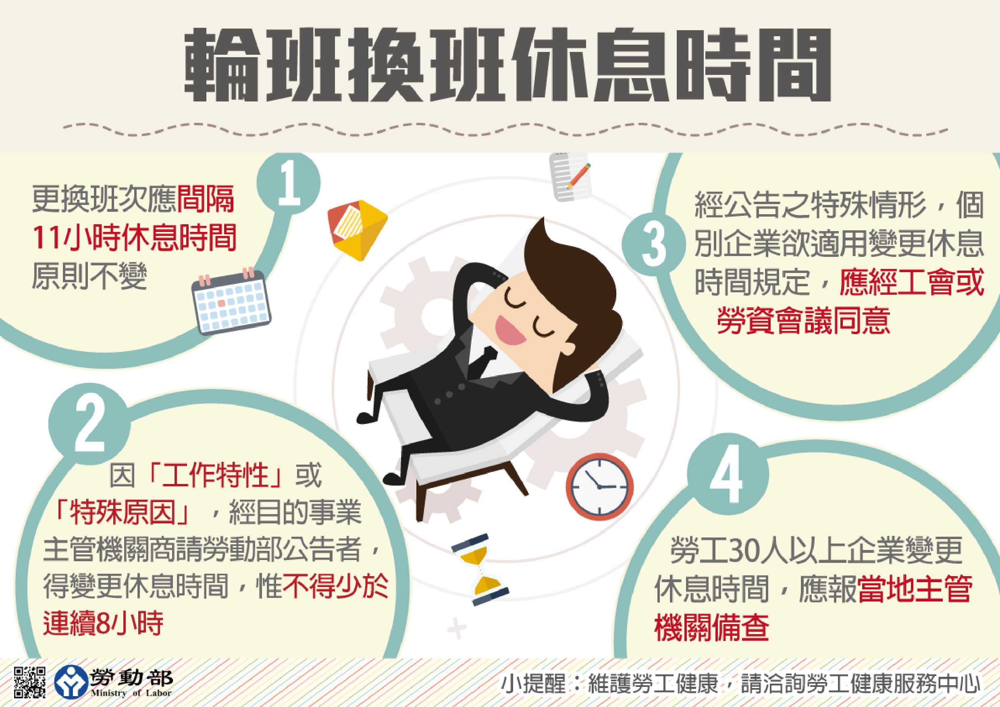 輪班換班休息時間
1
更換班次應間隔
11小時休息時間
原則不變
2
因「工作特性」或
「特殊原因」,經目的事業
主管機關商請勞動部公告者,
得變更休息時間,惟不得少於
連續8小時
3
經公告之特殊情形,個
別企業欲適用變更休息
時間規定,應經工會或
勞資會議同意
4
勞工30人以上企業變更
休息時間,應報當地主管
機關備查
勞動部
Ministry of Labor
小提醒:維護勞工健康,請洽詢勞工健康服務中心